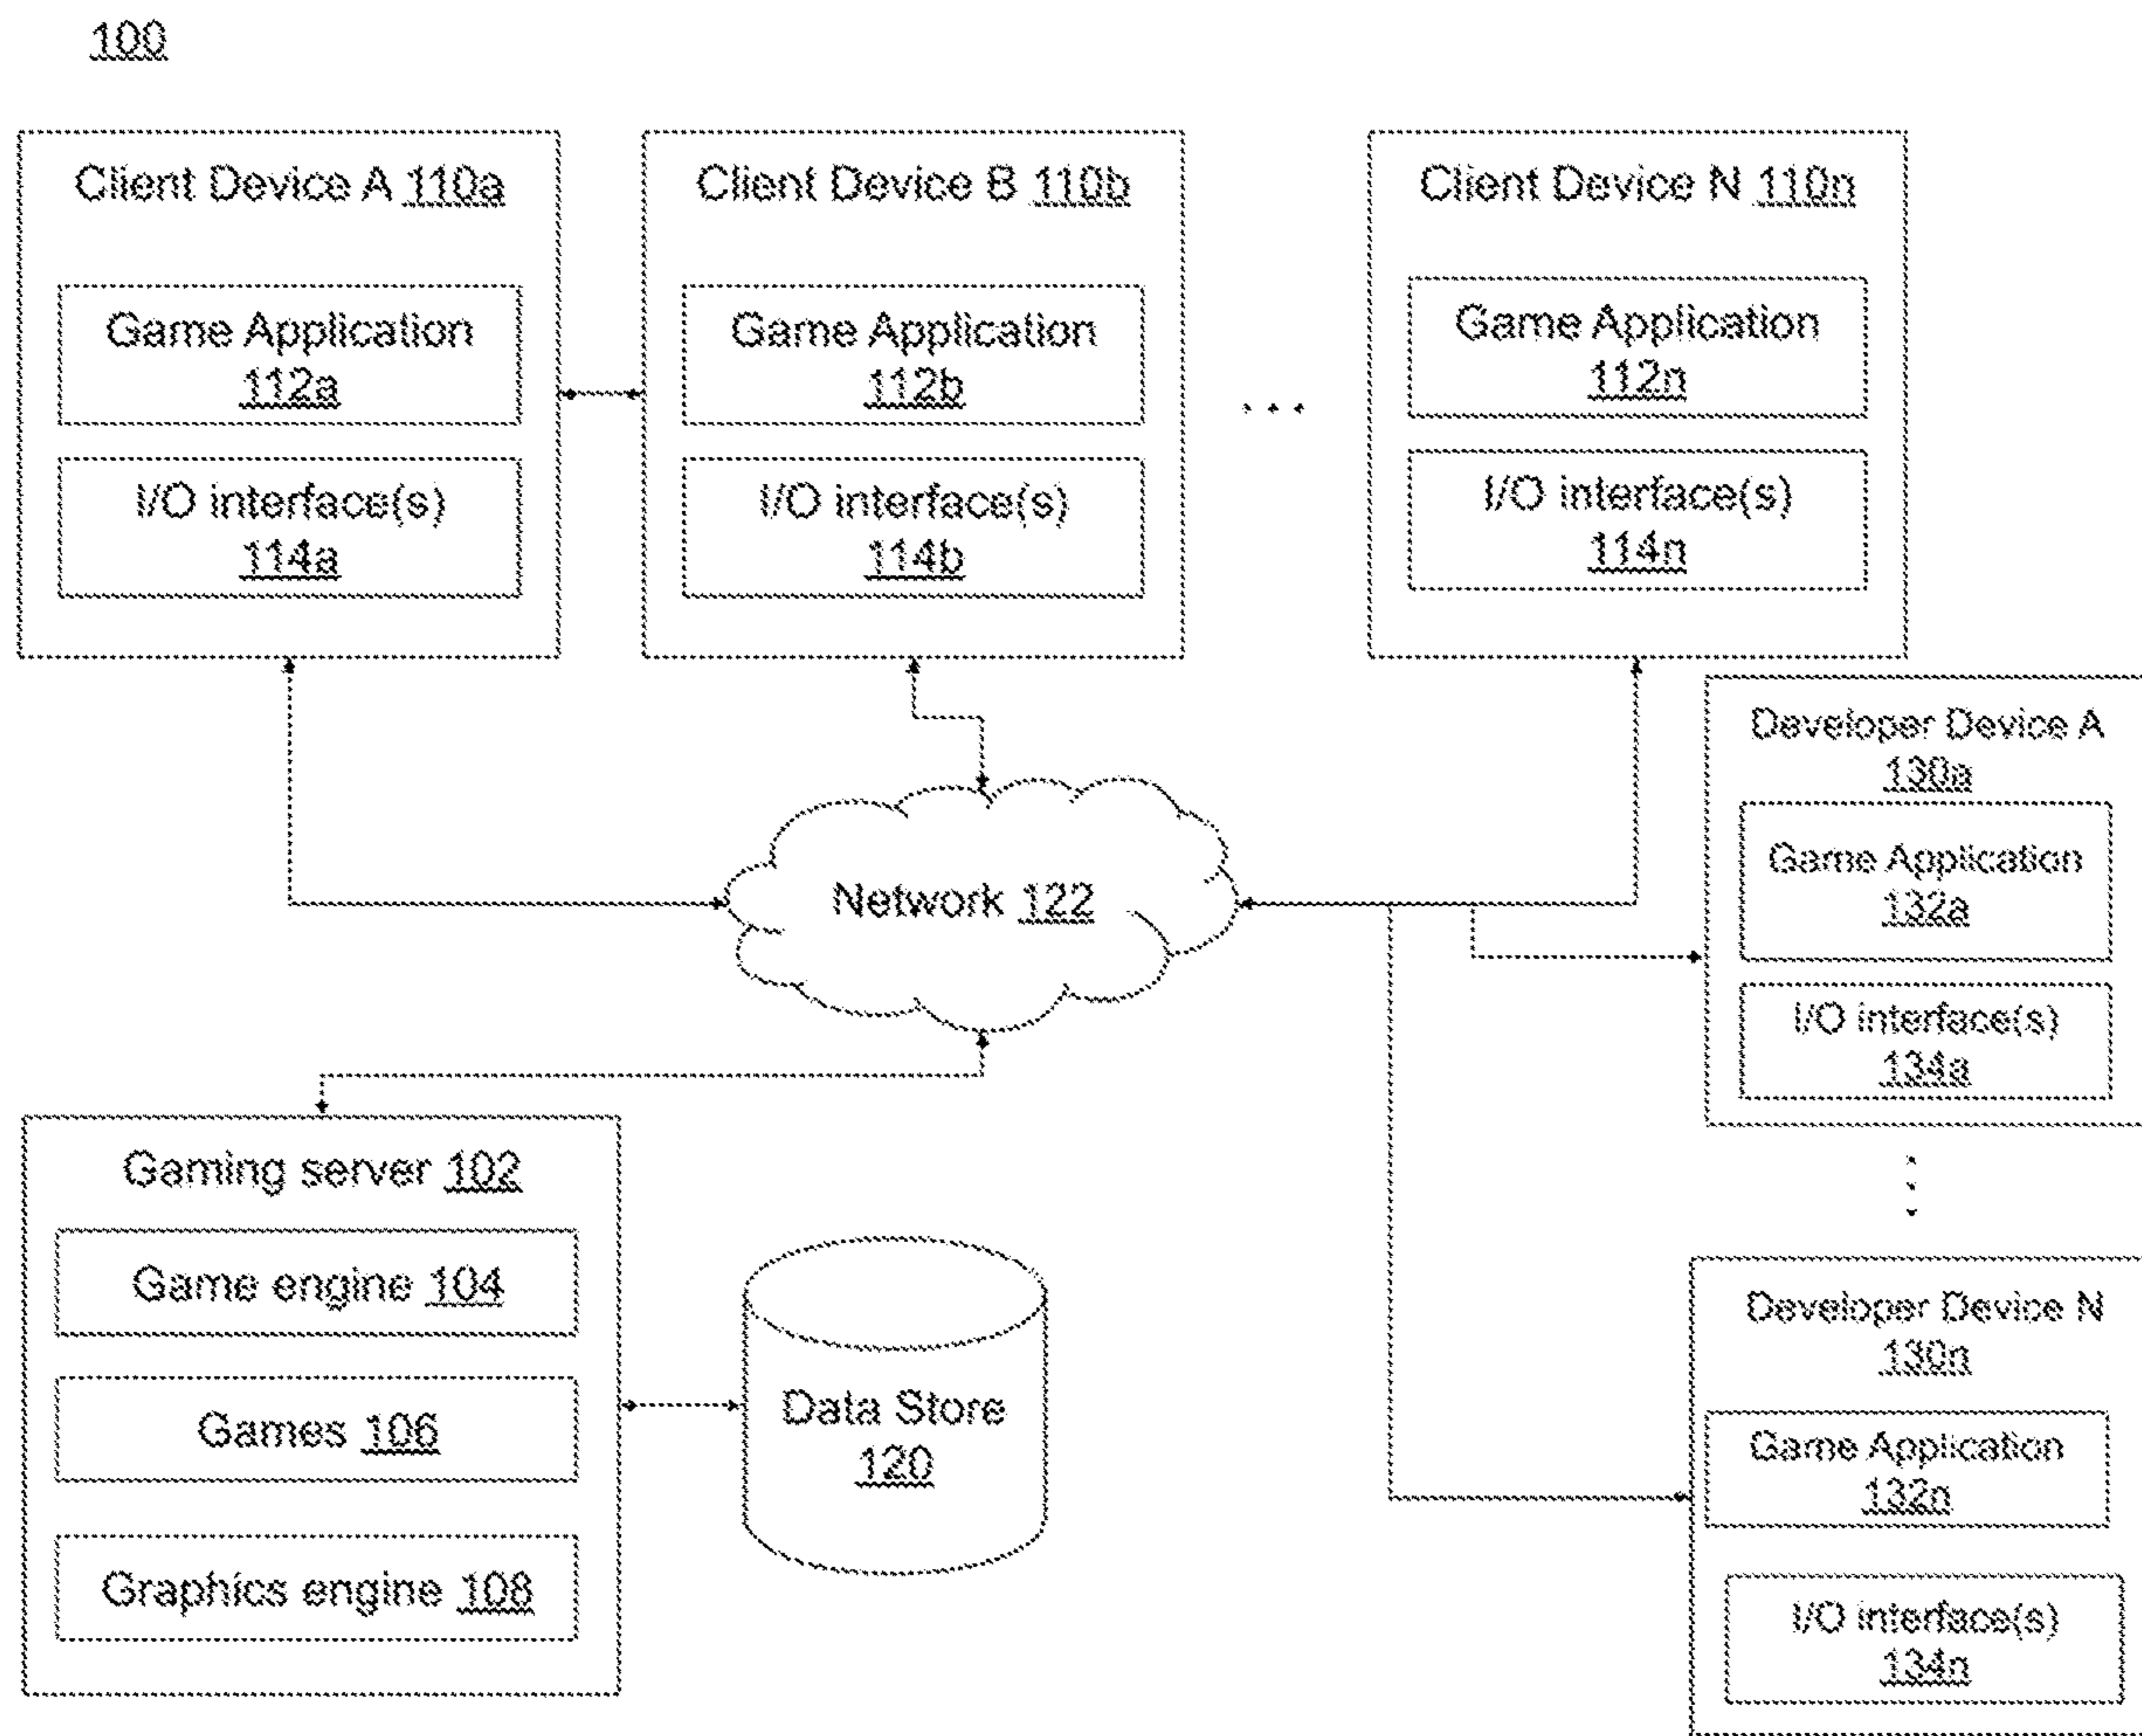 100
Client Device A 110a
Game Application
112a
I/O interface(s)
114a
Client Device B 110b
Game Application
112b
I/O interface(s)
114b
. . .
Client Device N 110n
Game Application
112n
I/O interface(s)
114n
Network 122
Developer Device A
130a
Game Application
132a
I/O interface(s)
134a
Gaming server 102
Game engine 104
Games 106
Graphics engine 108
Data Store
120
Developer Device N
130n
Game Application
132n
I/O interface(s)
134n